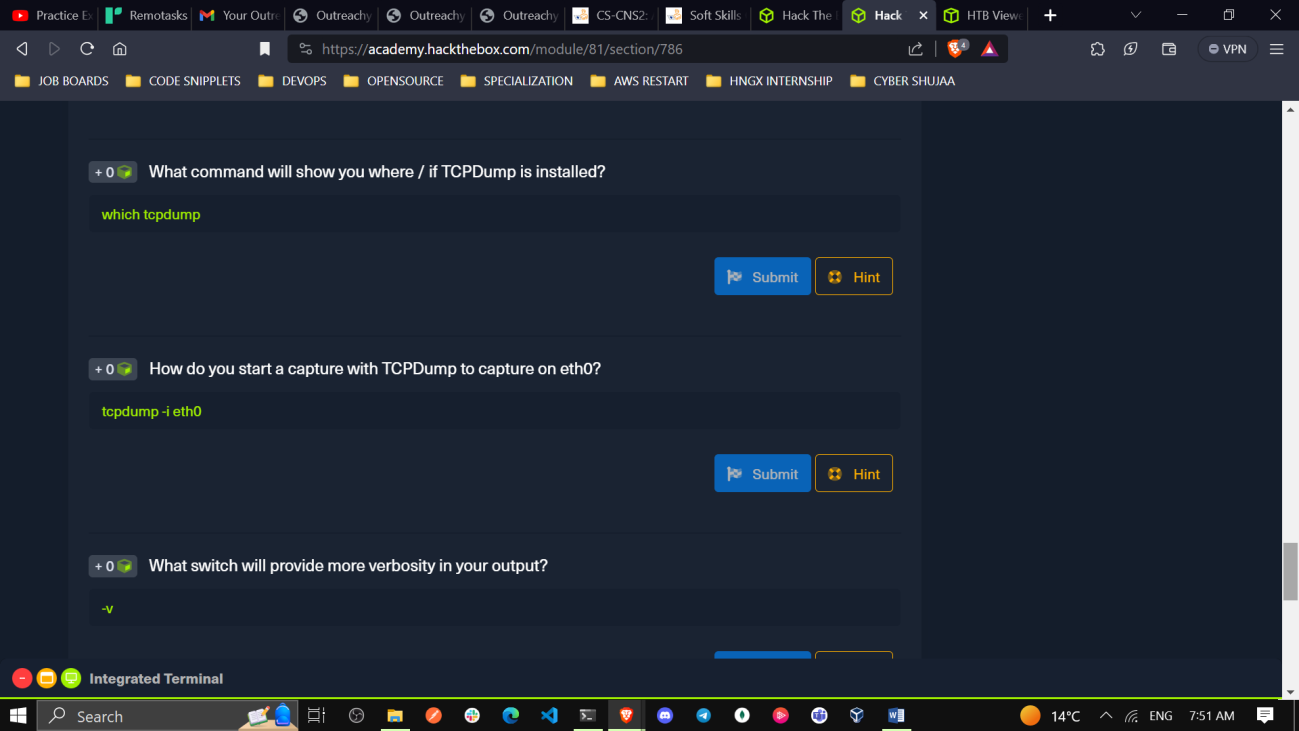 Practice Ex
Remotasks
Your Outre
Outreachy
Outreachy
Outreachy
CS-CNS2:
Soft Skills
Hack The
Hack
HTB Viewe
https://academy.hackthebox.com/module/81/section/786
4
VPN
JOB BOARDS
CODE SNIPPLETS
DEVOPS
OPENSOURCE
SPECIALIZATION
AWS RESTART
HNGX INTERNSHIP
CYBER SHUJAA
+ 0 What command will show you where / if TCPDump is installed?
which tcpdump
Submit
Hint
+ 0 How do you start a capture with TCPDump to capture on eth0?
tcpdump -i eth0
Submit
Hint
+ 0 What switch will provide more verbosity in your output?
-v
Integrated Terminal
Search
14°C
ENG
7:51 AM